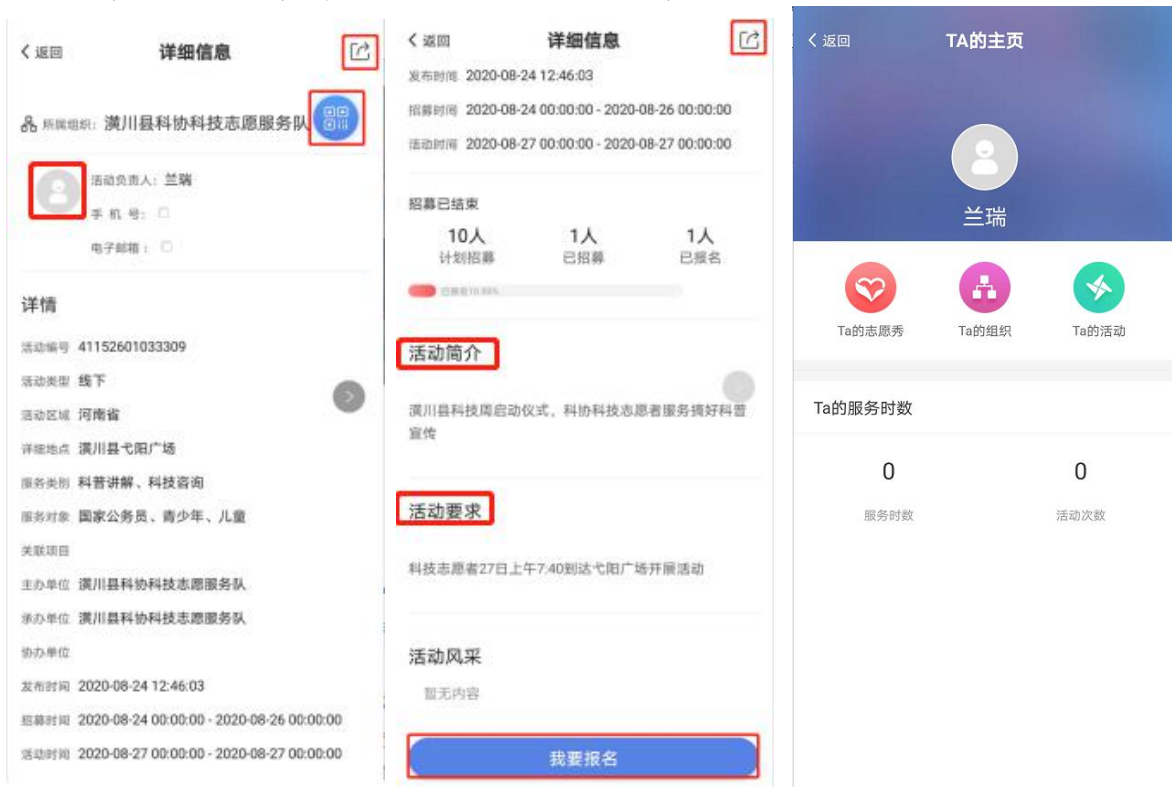 < 返回
详细信息
所属组织: 潢川县科协科技志愿服务队
活动负责人: 兰瑞
手 机 号:
电子邮箱:
详情
活动编号 41152601033309
活动类型 线下
活动区域 河南省
详细地点 潢川县弋阳广场
服务类别 科普讲解、科技咨询
服务对象 国家公务员、青少年、儿童
关联项目
主办单位 潢川县科协科技志愿服务队
承办单位 潢川县科协科技志愿服务队
协办单位
发布时间 2020-08-24 12:46:03
招募时间 2020-08-24 00:00:00 - 2020-08-26 00:00:00
活动时间 2020-08-27 00:00:00 - 2020-08-27 00:00:00
< 返回
详细信息
发布时间 2020-08-24 12:46:03
招募时间 2020-08-24 00:00:00 - 2020-08-26 00:00:00
活动时间 2020-08-27 00:00:00 - 2020-08-27 00:00:00
招募已结束
10人 1人 1人
计划招募 已招募 已报名
活动简介
潢川县科技周启动仪式，科协科技志愿者服务搞好科普
宣传
活动要求
科技志愿者27日上午7:40到达弋阳广场开展活动
活动风采
暂无内容
我要报名
< 返回
TA的主页
兰瑞
Ta的志愿秀 Ta的组织 Ta的活动
Ta的服务时数
0 0
服务时数 活动次数